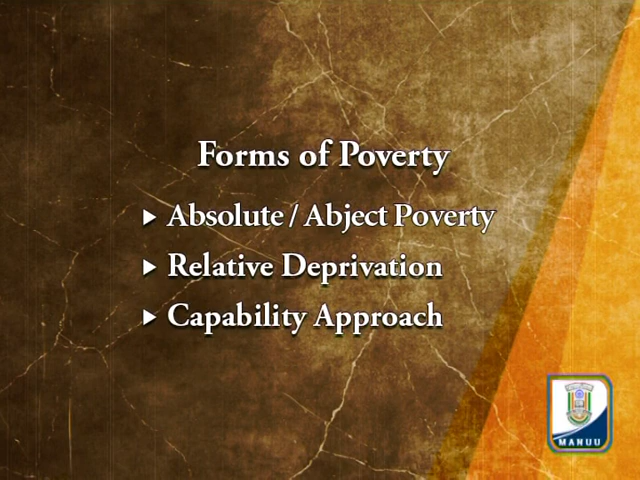 Forms of Poverty
Absolute / Abject Poverty
Relative Deprivation
Capability Approach
MANUU